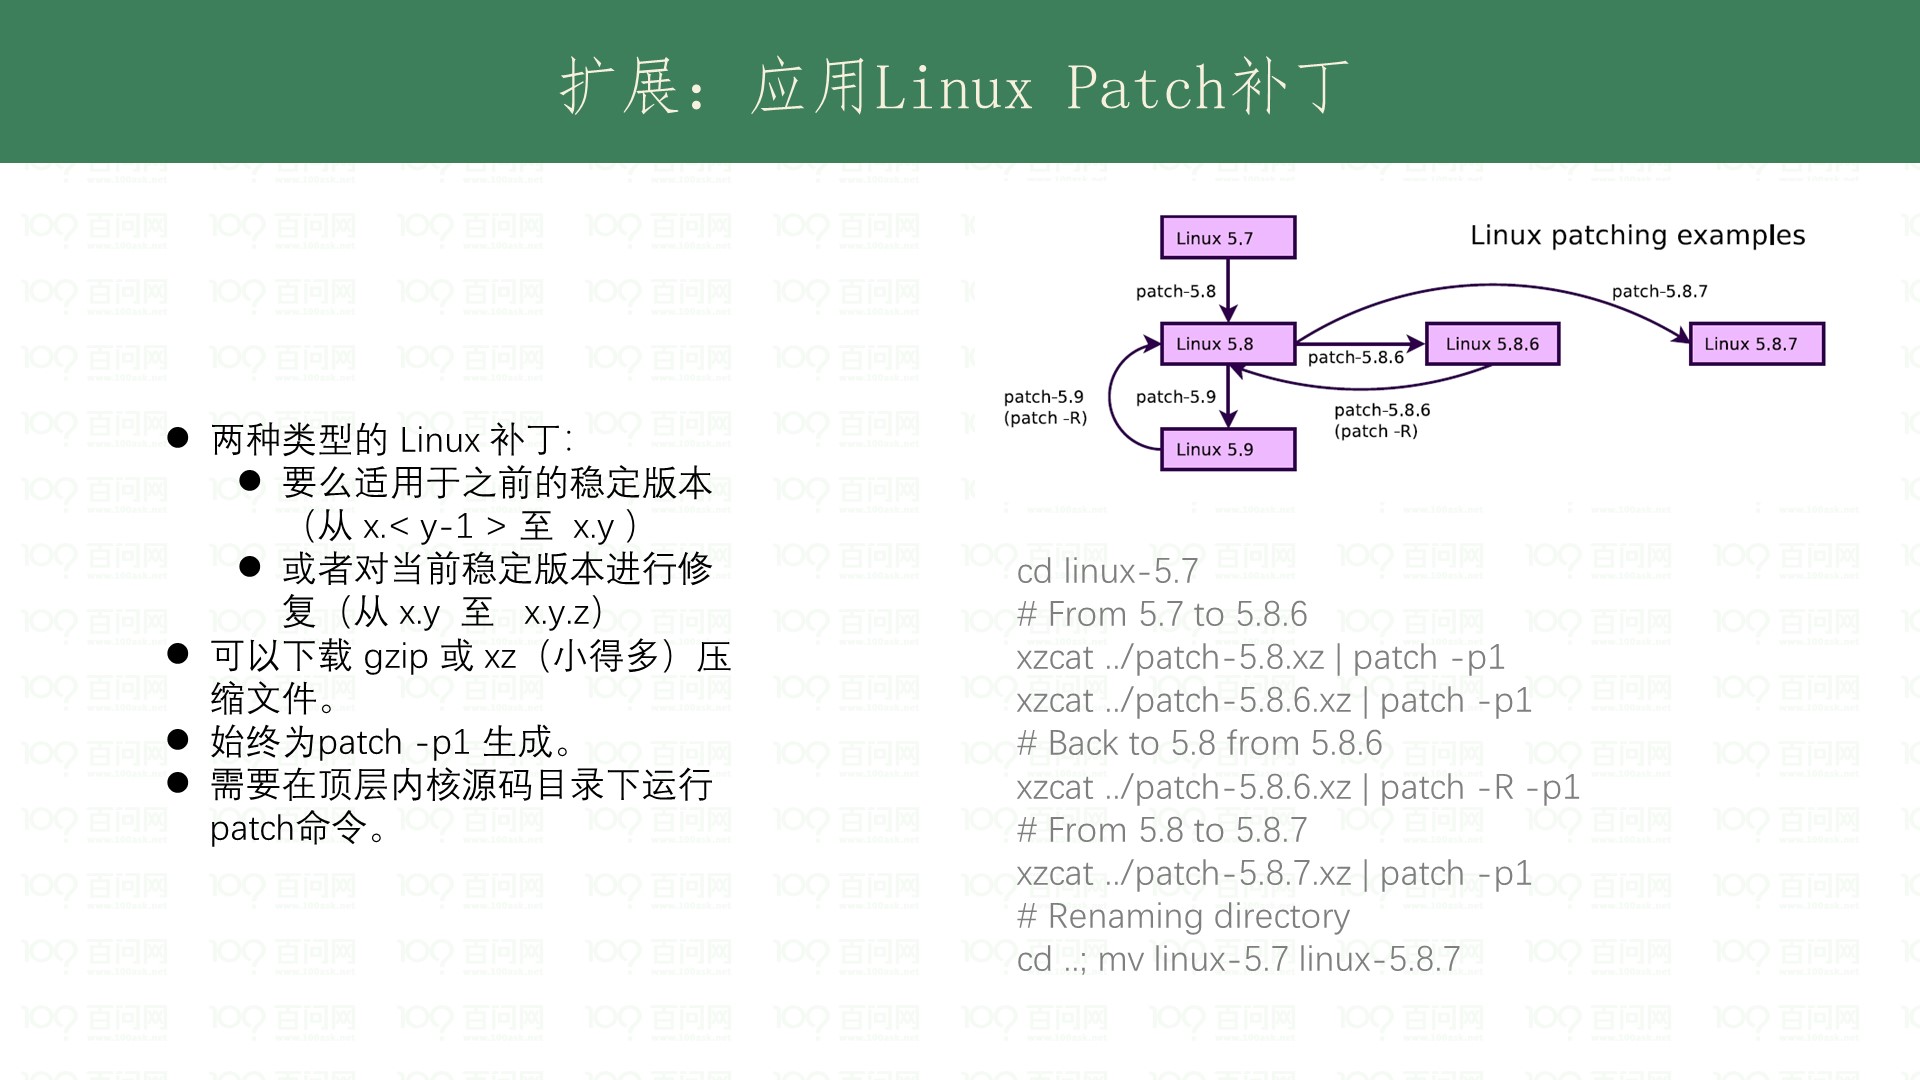 扩展：应用Linux Patch补丁
● 两种类型的 Linux 补丁：
● 要么适用于之前的稳定版本
（从 x.< y-1 > 至 x.y ）
● 或者对当前稳定版本进行修
复（从 x.y 至 x.y.z）
● 可以下载 gzip 或 xz（小得多）压
缩文件。
● 始终为patch -p1 生成。
● 需要在顶层内核源码目录下运行
patch命令。
Linux patching examples
Linux 5.7
patch-5.8
patch-5.8.7
Linux 5.8
patch-5.8.6
Linux 5.8.6
Linux 5.8.7
patch-5.9
(patch -R)
patch-5.9
patch-5.8.6
(patch -R)
Linux 5.9
cd linux-5.7
# From 5.7 to 5.8.6
xzcat ../patch-5.8.xz | patch -p1
xzcat ../patch-5.8.6.xz | patch -p1
# Back to 5.8 from 5.8.6
xzcat ../patch-5.8.6.xz | patch -R -p1
# From 5.8 to 5.8.7
xzcat ../patch-5.8.7.xz | patch -p1
# Renaming directory
cd ..; mv linux-5.7 linux-5.8.7
百问网
www.100ask.net